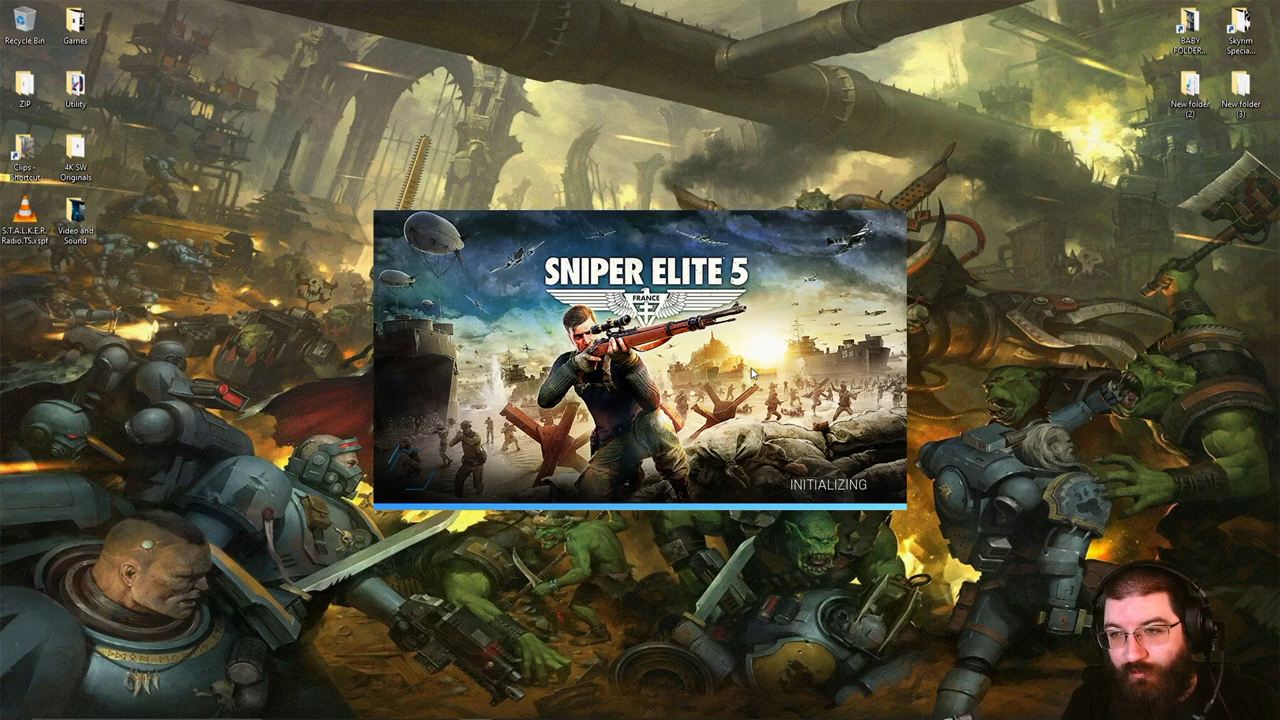 Recycle Bin
Games
ZIP
Utility
Clips -
Shortcut
4K SW
Originals
S.T.A.L.K.E.R.
Radio.TS.xspf
Video and
Sound
BABY
FOLDER...
Skyrim
Specia...
New folder
(2)
New folder
(3)
SNIPER ELITE 5
FRANCE
INITIALIZING